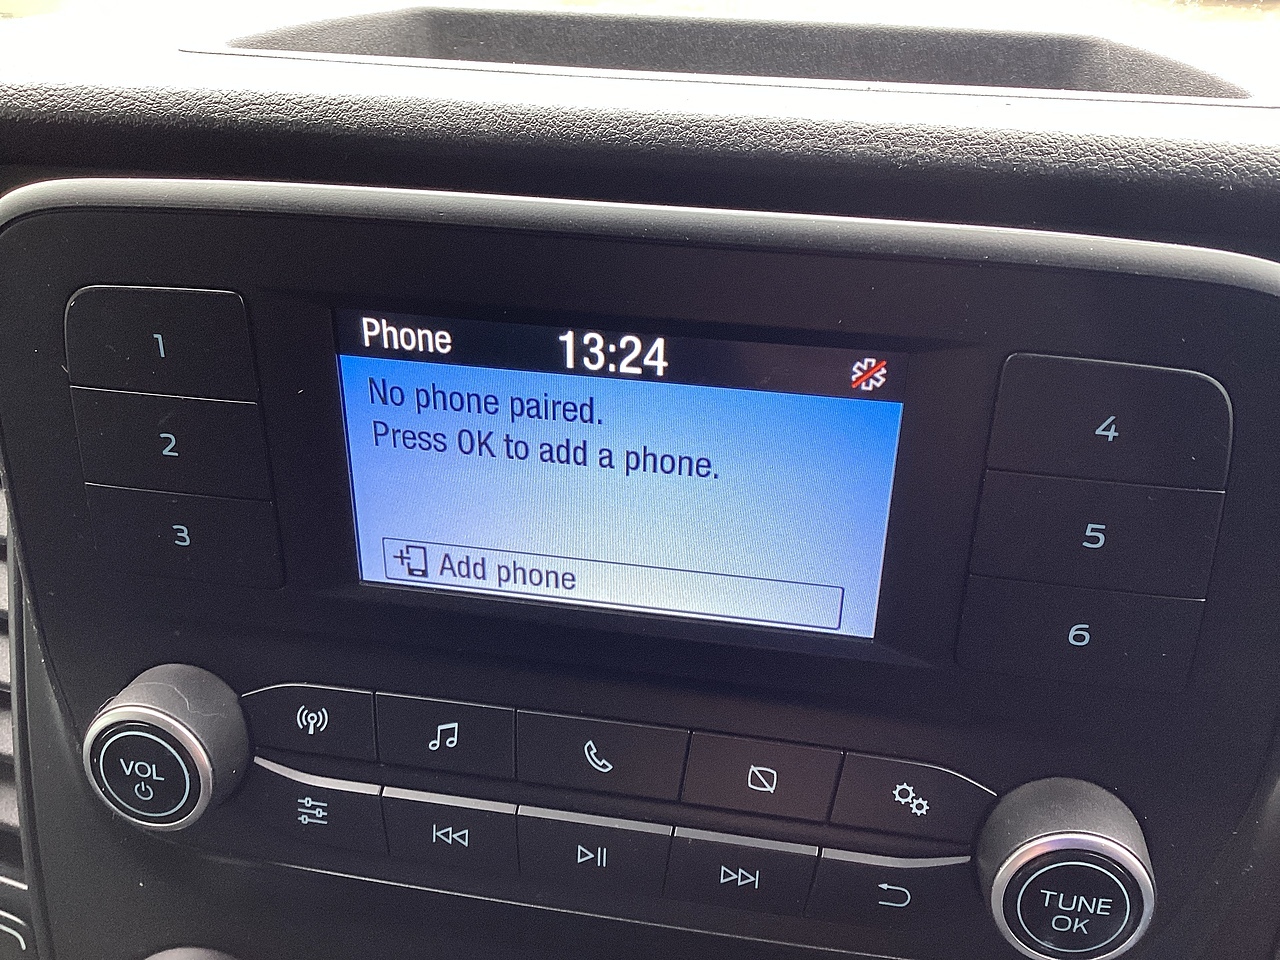 Phone 13:24
No phone paired.
Press OK to add a phone.
Add phone
1
2
3
4
5
6
VOL
TUNE
OK